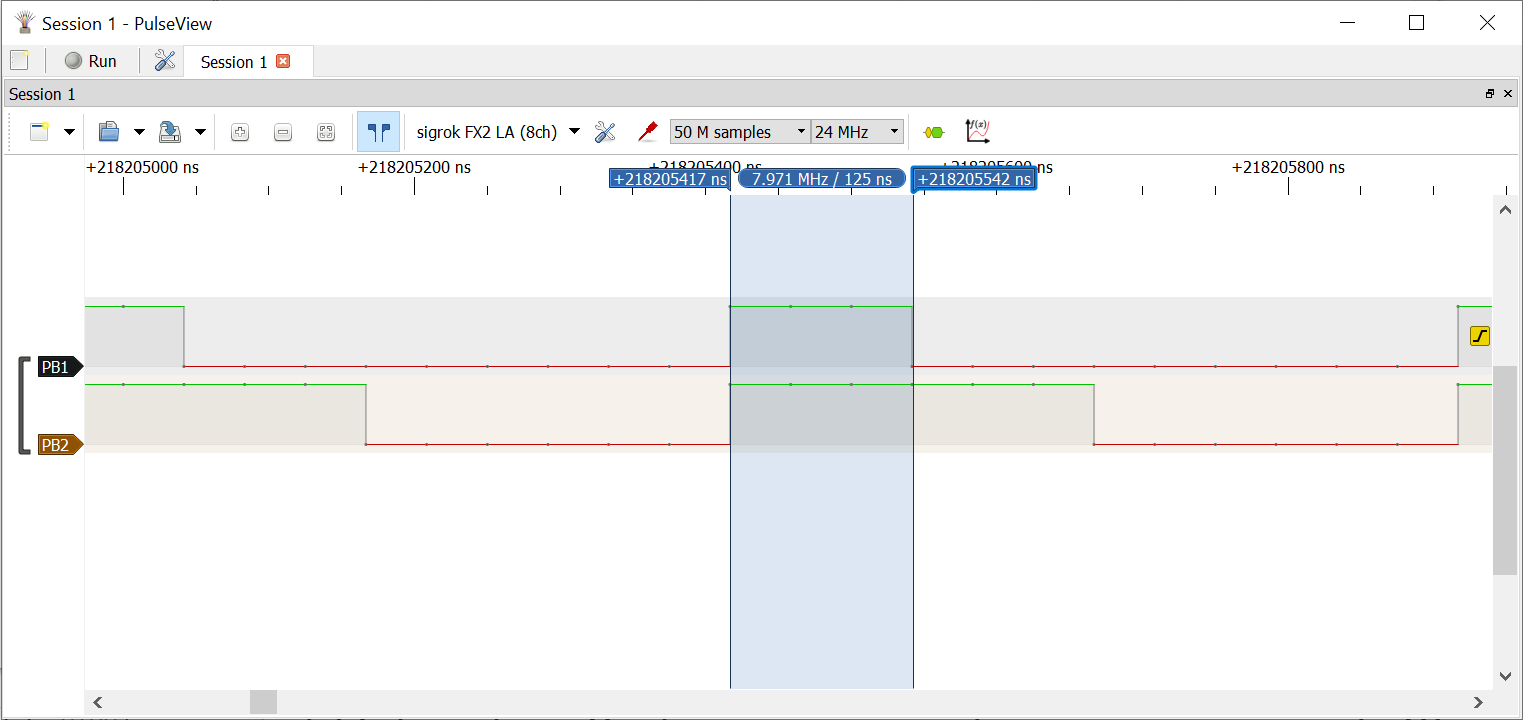 Session 1 - PulseView
Run
Session 1
Session 1
sigrok FX2 LA (8ch)
50 M samples
24 MHz
f(x)
+218205000 ns
+218205200 ns
+218205400 ns
+218205600 ns
+218205800 ns
+218205417 ns
7.971 MHz / 125 ns
+218205542 ns
PB1
PB2